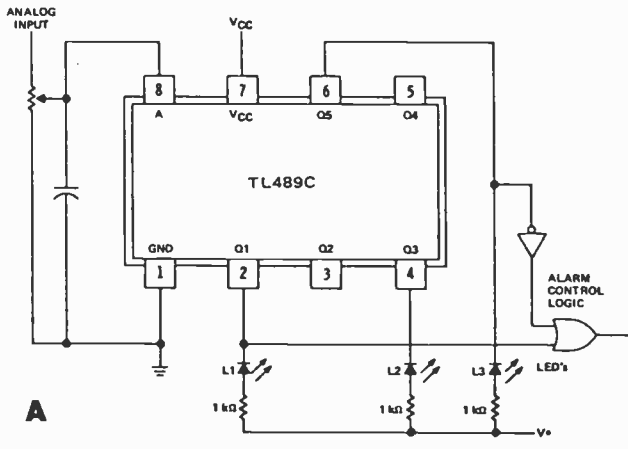 ANALOG
INPUT
VCC
8
7
6
5
A
VCC
Q5
Q4
TL489C
GND
Q1
Q2
Q3
1
2
3
4
ALARM
CONTROL
LOGIC
L1
L2
L3
LED's
1 kΩ
1 kΩ
1 kΩ
V+
A